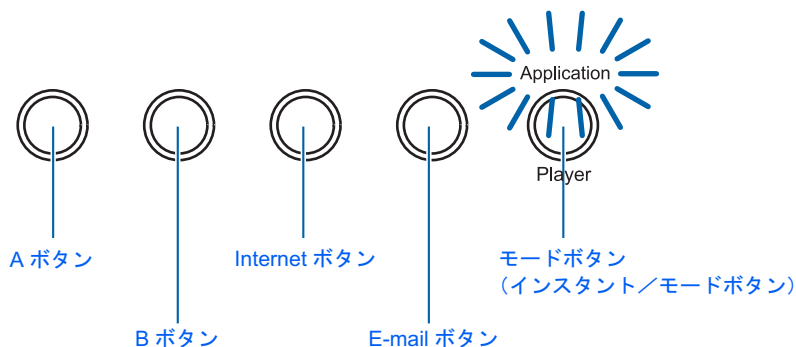 Application
Player
A ボタン
Internet ボタン
モードボタン
（インスタント／モードボタン）
B ボタン
E-mail ボタン